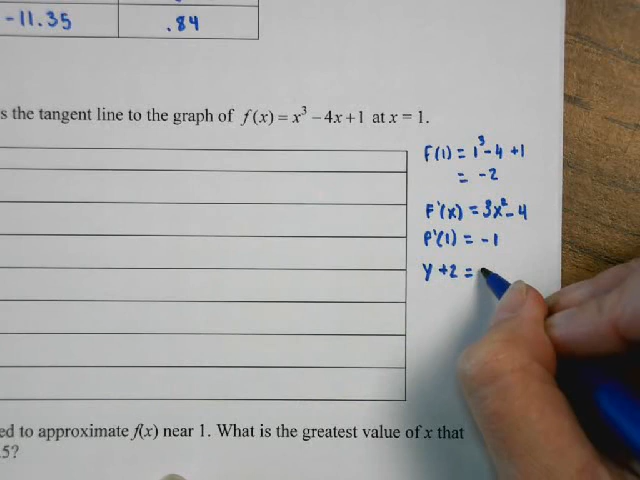 -11.35 .84
s the tangent line to the graph of f(x) = x³ − 4x + 1 at x = 1.
F(1) = 1³ - 4 + 1
= -2
F'(x) = 3x² - 4
F'(1) = -1
y + 2 =
ed to approximate f(x) near 1. What is the greatest value of x that
.5?